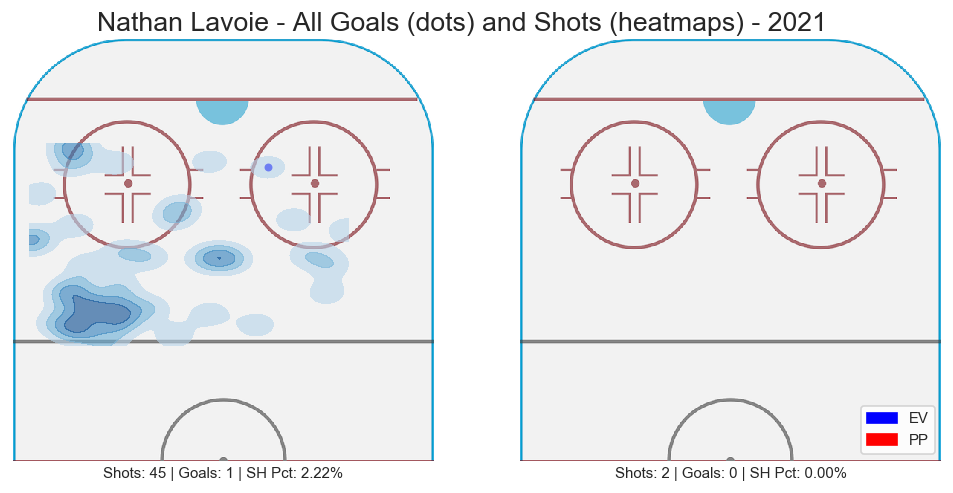 Nathan Lavoie - All Goals (dots) and Shots (heatmaps) - 2021
EV
PP
Shots: 45 | Goals: 1 | SH Pct: 2.22%
Shots: 2 | Goals: 0 | SH Pct: 0.00%